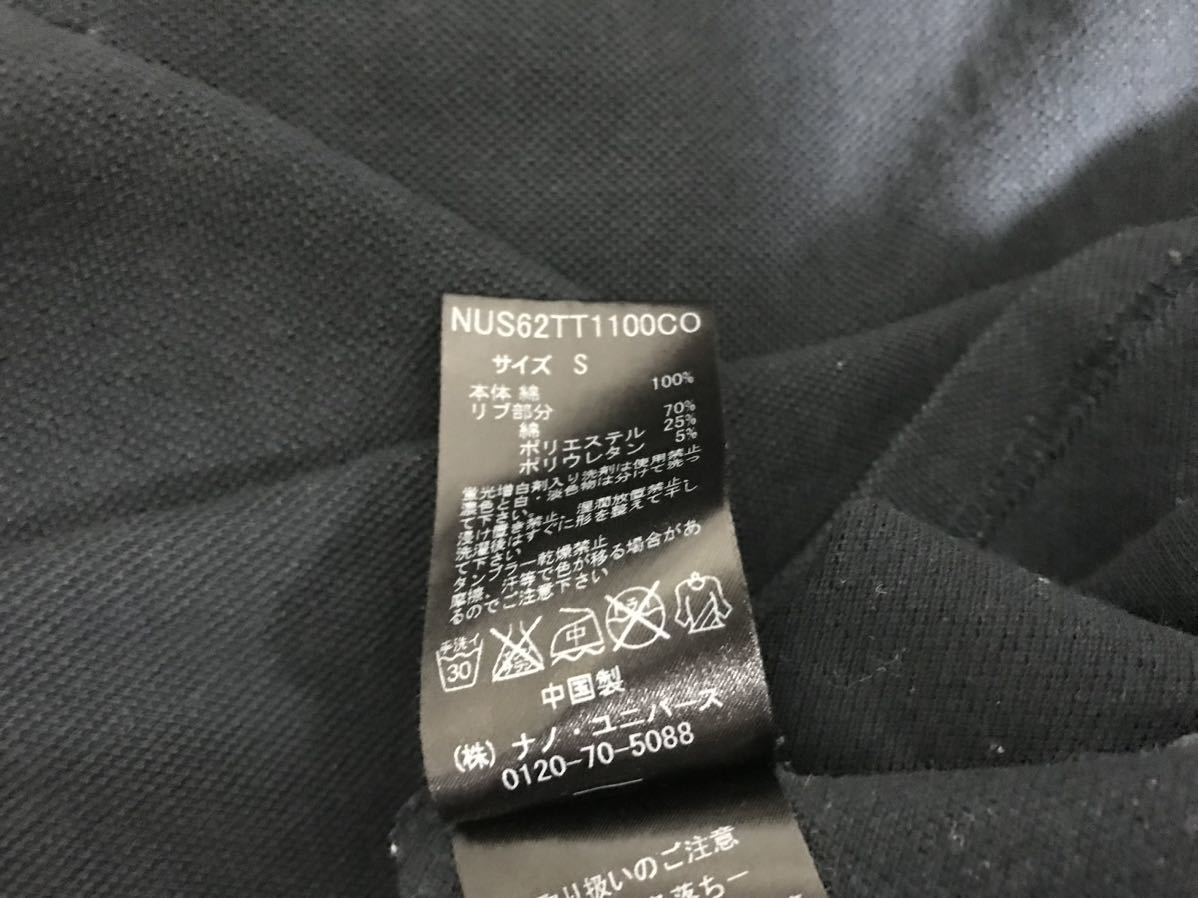 NUS62TT1100CO
サイズ S
本体 綿 100%
リブ部分
綿 70%
ポリエステル 25%
ポリウレタン 5%
蛍光増白剤入り洗剤は使用禁止
濃色と白・淡色物は分けて洗っ
て下さい。
浸け置き禁止、湿潤放置禁止
洗濯後はすぐに形を整えて干し
て下さい
タンブラー乾燥禁止
摩擦、汗等で色が移る場合があ
るのでご注意下さい
手洗イ
30
中
中国製
(株) ナノ・ユニバース
0120-70-5088
取り扱いのご注意
落ちー